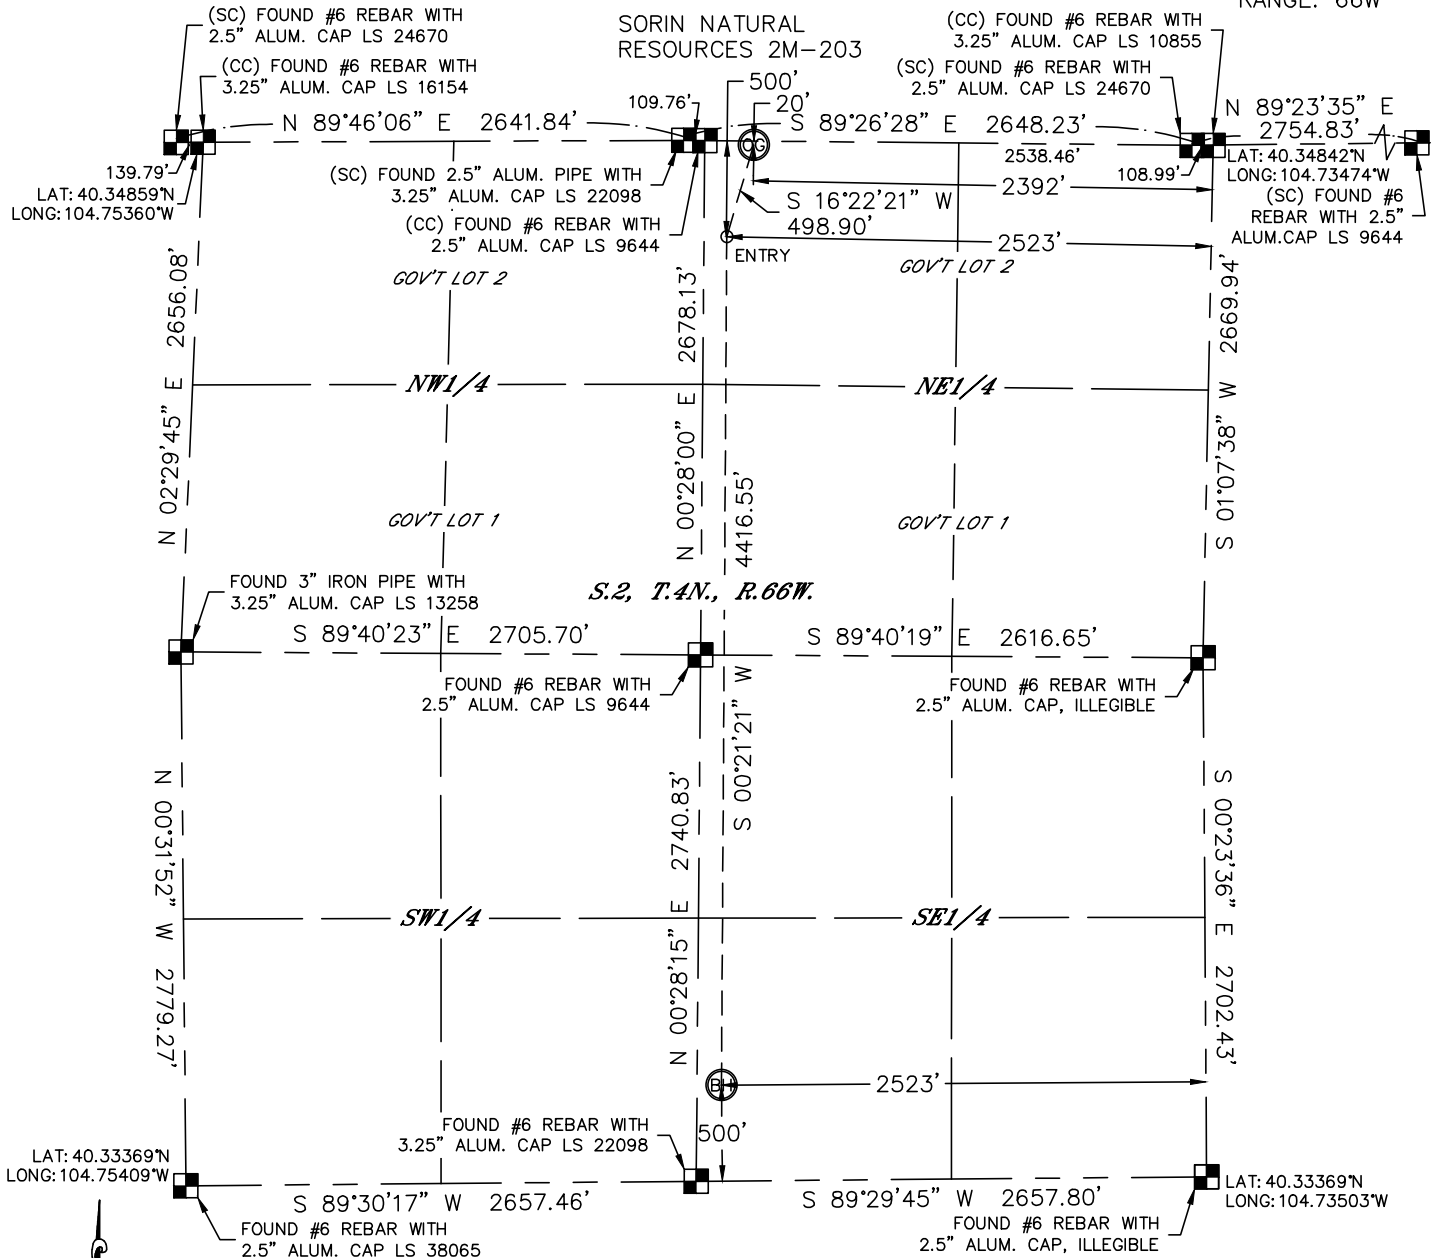 (SC) FOUND #6 REBAR WITH
2.5" ALUM. CAP LS 24670
(CC) FOUND #6 REBAR WITH
3.25" ALUM. CAP LS 16154
SORIN NATURAL
RESOURCES 2M-203
(CC) FOUND #6 REBAR WITH
3.25" ALUM. CAP LS 10855
(SC) FOUND #6 REBAR WITH
2.5" ALUM. CAP LS 24670
RANGE: 66W
500'
20'
109.76'
N 89°46'06" E 2641.84'
S 89°26'28" E 2648.23'
N 89°23'35" E
2754.83'
OG
2538.46'
2392'
108.99'
LAT: 40.34842°N
LONG: 104.73474°W
139.79'
LAT: 40.34859°N
LONG: 104.75360°W
(SC) FOUND 2.5" ALUM. PIPE WITH
3.25" ALUM. CAP LS 22098
(CC) FOUND #6 REBAR WITH
2.5" ALUM. CAP LS 9644
S 16°22'21" W
498.90'
(SC) FOUND #6
REBAR WITH 2.5"
ALUM.CAP LS 9644
2523'
ENTRY
GOV'T LOT 2
GOV'T LOT 2
N 02°29'45" E 2656.08'
N 00°28'00" E 2678.13'
S 01°07'38" W 2669.94'
NW1/4
NE1/4
4416.55'
GOV'T LOT 1
GOV'T LOT 1
FOUND 3" IRON PIPE WITH
3.25" ALUM. CAP LS 13258
S.2, T.4N., R.66W.
S 89°40'23" E 2705.70'
S 89°40'19" E 2616.65'
FOUND #6 REBAR WITH
2.5" ALUM. CAP LS 9644
FOUND #6 REBAR WITH
2.5" ALUM. CAP, ILLEGIBLE
S 00°21'21" W
N 00°31'52" W 2779.27'
N 00°28'15" E 2740.83'
S 00°23'36" E 2702.43'
SW1/4
SE1/4
BH
2523'
500'
FOUND #6 REBAR WITH
3.25" ALUM. CAP LS 22098
LAT: 40.33369°N
LONG: 104.75409°W
S 89°30'17" W 2657.46'
S 89°29'45" W 2657.80'
LAT: 40.33369°N
LONG: 104.73503°W
FOUND #6 REBAR WITH
2.5" ALUM. CAP LS 38065
FOUND #6 REBAR WITH
2.5" ALUM. CAP, ILLEGIBLE